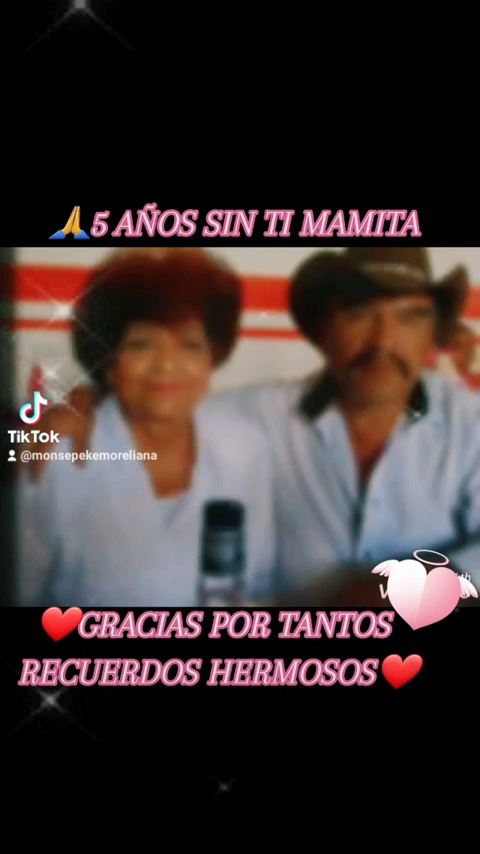 🙏5 AÑOS SIN TI MAMITA
TikTok
@monsepekemoreliana
❤️GRACIAS POR TANTOS
RECUERDOS HERMOSOS❤️